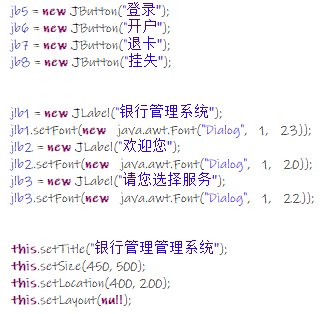 jb5 = new JButton("登录");
jb6 = new JButton("开户");
jb7 = new JButton("退卡");
jb8 = new JButton("挂失");
jlb1 = new JLabel("银行管理系统");
jlb1.setFont(new java.awt.Font("Dialog", 1, 23));
jlb2 = new JLabel("欢迎您");
jlb2.setFont(new java.awt.Font("Dialog", 1, 20));
jlb3 = new JLabel("请您选择服务");
jlb3.setFont(new java.awt.Font("Dialog", 1, 22));
this.setTitle("银行管理管理系统");
this.setSize(450, 500);
this.setLocation(400, 200);
this.setLayout(null);